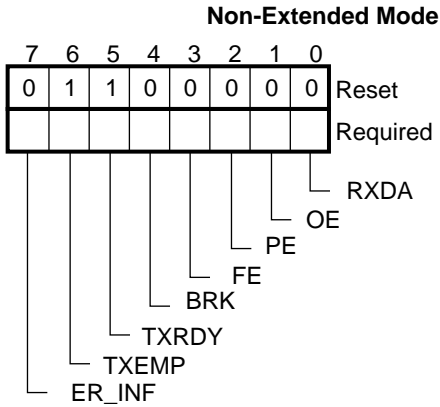 Non-Extended Mode
7 6 5 4 3 2 1 0
0 1 1 0 0 0 0 0 Reset
Required
RXDA
OE
PE
FE
BRK
TXRDY
TXEMP
ER_INF